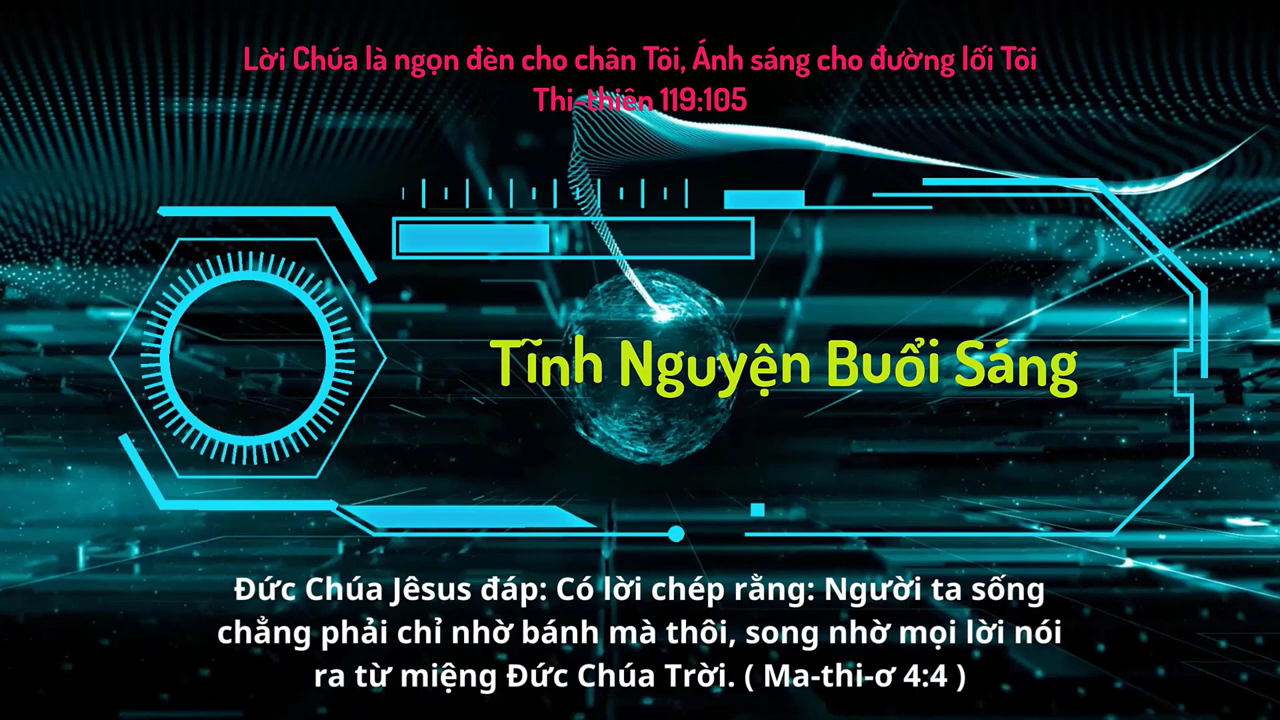 Lời Chúa là ngọn đèn cho chân Tôi, Ánh sáng cho đường lối Tôi
Thi-thiên 119:105
Tĩnh Nguyện Buổi Sáng
Đức Chúa Jêsus đáp: Có lời chép rằng: Người ta sống
chẳng phải chỉ nhờ bánh mà thôi, song nhờ mọi lời nói
ra từ miệng Đức Chúa Trời. ( Ma-thi-ơ 4:4 )